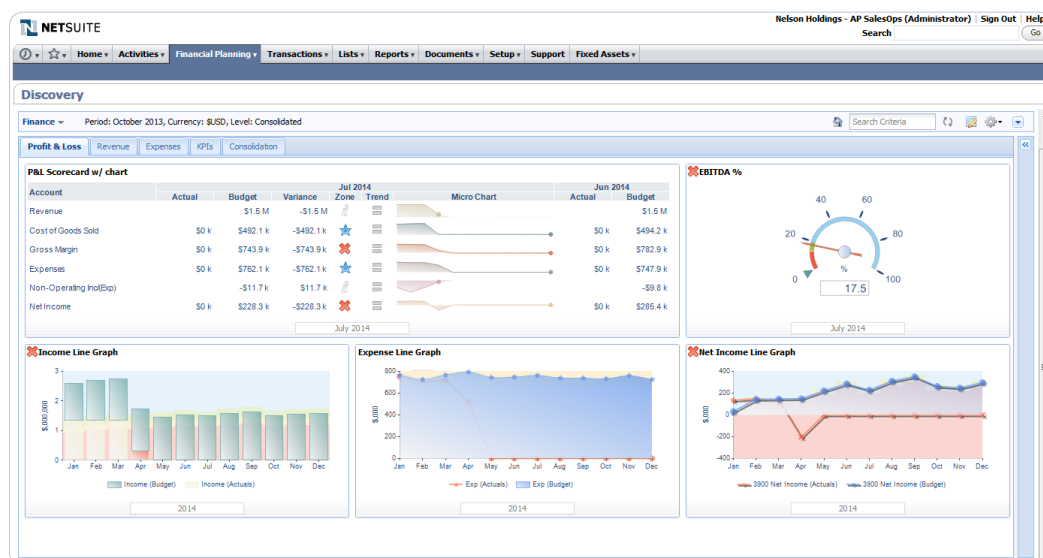 Nelson Holdings - AP SalesOps (Administrator) | Sign Out | Help
NETSUITE
Search Go
Home Activities Financial Planning Transactions Lists Reports Documents Setup Support Fixed Assets
Discovery
Finance Period: October 2013, Currency: $USD, Level: Consolidated Search Criteria
Profit & Loss Revenue Expenses KPIs Consolidation
P&L Scorecard w/ chart
Jul 2014 Jun 2014
Account Actual Budget Variance Zone Trend Micro Chart Actual Budget
Revenue $1.5 M -$1.5 M $1.5 M
Cost of Goods Sold $0 k $492.1 k -$492.1 k $0 k $494.2 k
Gross Margin $0 k $743.9 k -$743.9 k $0 k $782.9 k
Expenses $0 k $762.1 k -$762.1 k $0 k $747.9 k
Non-Operating Inc/(Exp) -$11.7 k $11.7 k -$9.8 k
Net Income $0 k $228.3 k -$228.3 k $0 k $285.4 k
July 2014
EBITDA %
40 60
20 80
0 % 100
17.5
July 2014
Income Line Graph
3
2
1
0
$,000,000
Jan Feb Mar Apr May Jun Jul Aug Sep Oct Nov Dec
Income (Budget) Income (Actuals)
2014
Expense Line Graph
800
600
400
200
0
$,000
Jan Feb Mar Apr May Jun Jul Aug Sep Oct Nov Dec
Exp (Actuals) Exp (Budget)
2014
Net Income Line Graph
400
200
0
-200
-400
$,000
Jan Feb Mar Apr May Jun Jul Aug Sep Oct Nov Dec
3900 Net Income (Actuals) 3900 Net Income (Budget)
2014